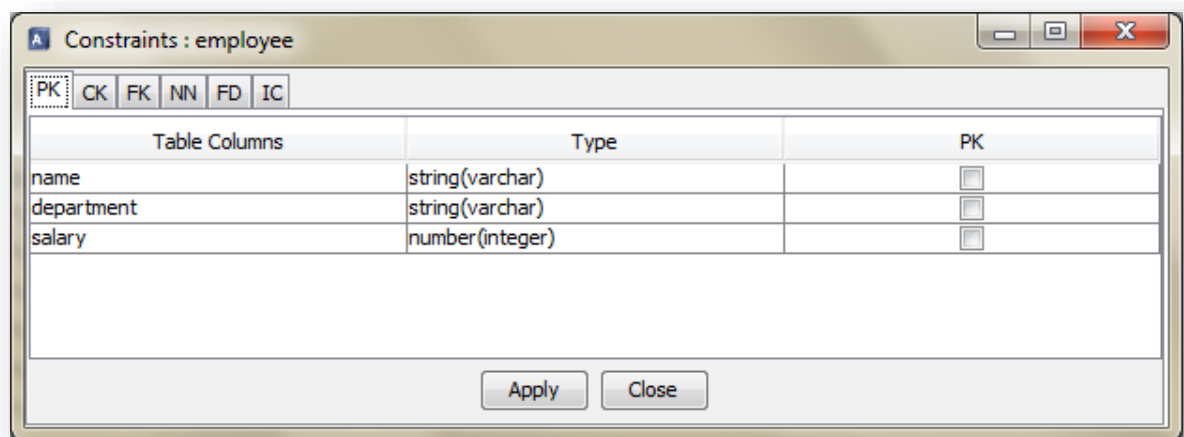 A Constraints : employee
PK CK FK NN FD IC
Table Columns Type PK
name string(varchar)
department string(varchar)
salary number(integer)
Apply Close